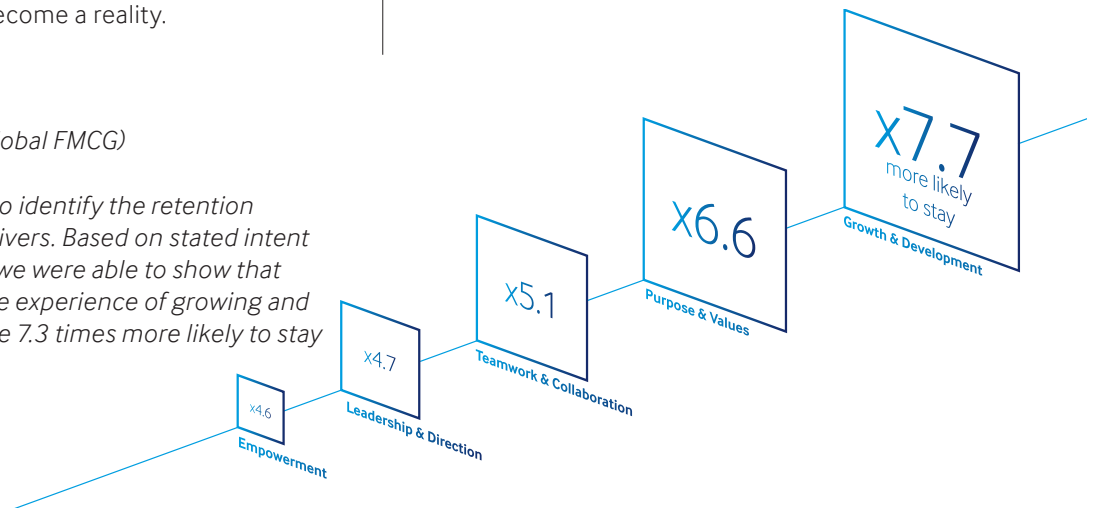 ecome a reality.
obal FMCG)
o identify the retention
ivers. Based on stated intent
we were able to show that
e experience of growing and
e 7.3 times more likely to stay
x4.6
Empowerment
x4.7
Leadership & Direction
x5.1
Teamwork & Collaboration
x6.6
Purpose & Values
x7.7
more likely
to stay
Growth & Development